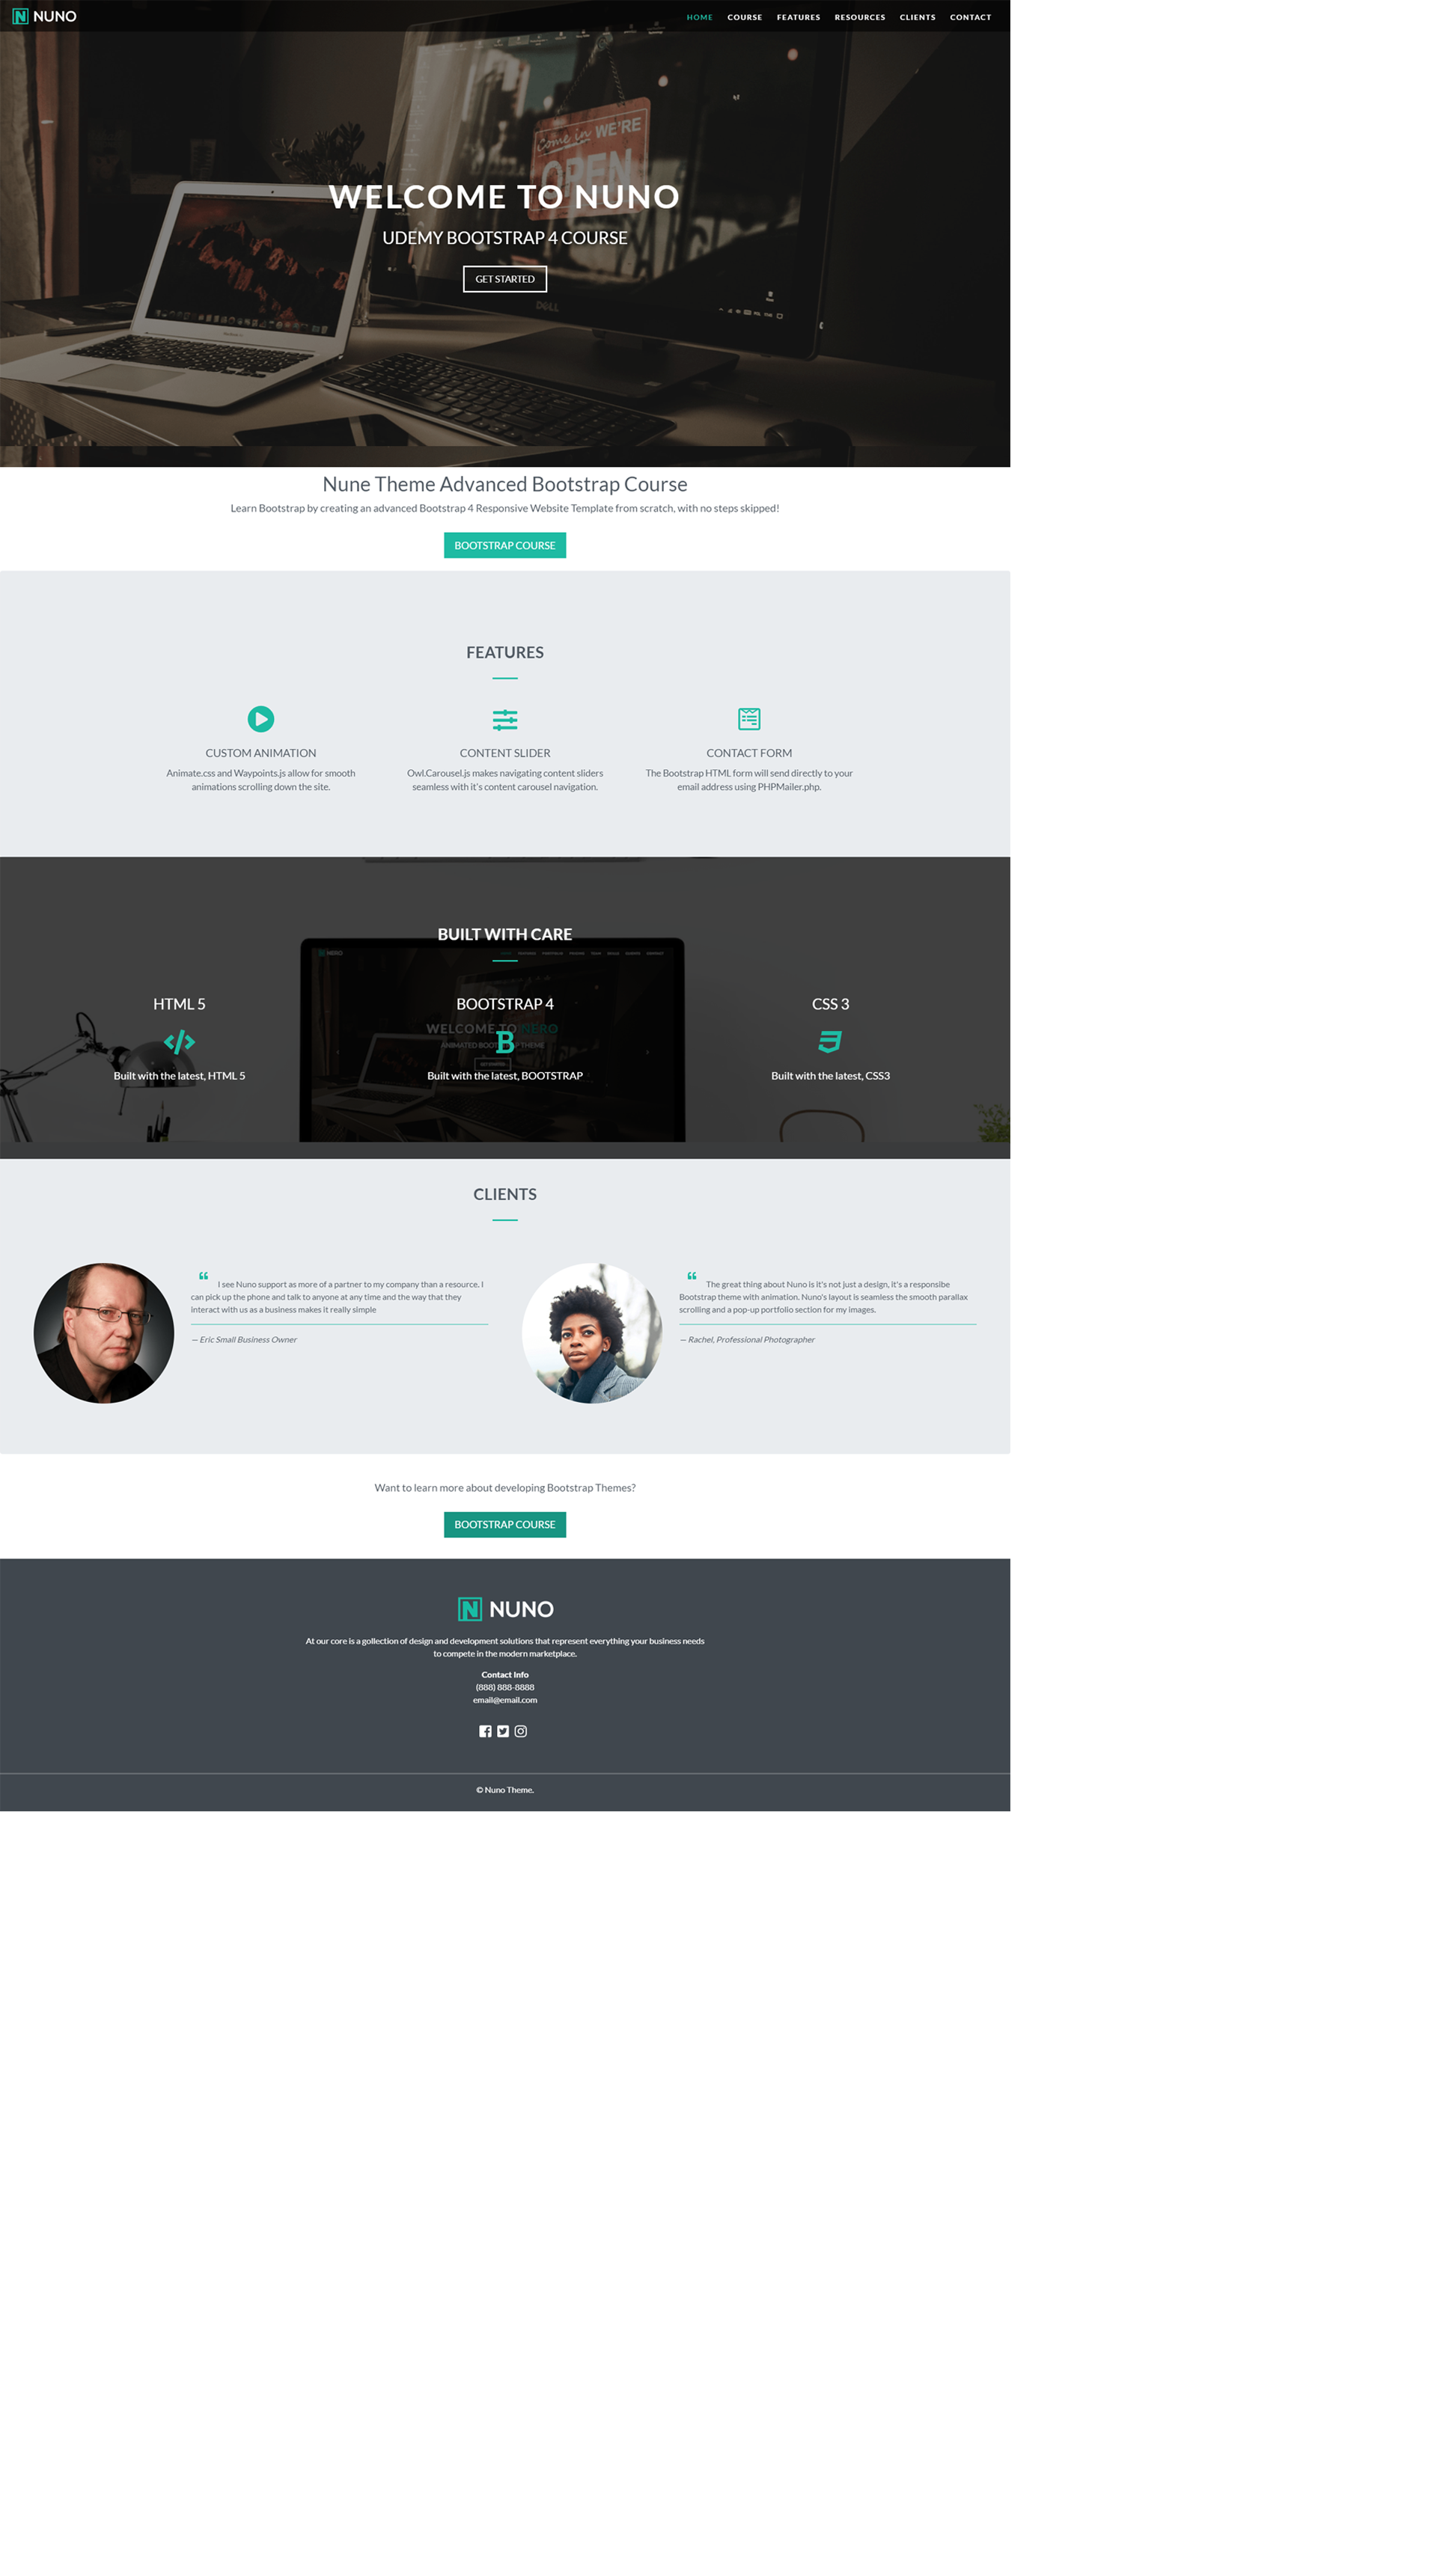 NUNO
HOME COURSE FEATURES RESOURCES CLIENTS CONTACT
come in WE'RE
OPEN
WELCOME TO NUNO
UDEMY BOOTSTRAP 4 COURSE
GET STARTED
DELL
Nune Theme Advanced Bootstrap Course
Learn Bootstrap by creating an advanced Bootstrap 4 Responsive Website Template from scratch, with no steps skipped!
BOOTSTRAP COURSE
FEATURES
CUSTOM ANIMATION
Animate.css and Waypoints.js allow for smooth
animations scrolling down the site.
CONTENT SLIDER
Owl.Carousel.js makes navigating content sliders
seamless with it's content carousel navigation.
CONTACT FORM
The Bootstrap HTML form will send directly to your
email address using PHPMailer.php.
BUILT WITH CARE
NERO
HTML 5
Built with the latest, HTML 5
BOOTSTRAP 4
WELCOME TO NERO
B
Built with the latest, BOOTSTRAP
CSS 3
Built with the latest, CSS3
CLIENTS
“ I see Nuno support as more of a partner to my company than a resource. I
can pick up the phone and talk to anyone at any time and the way that they
interact with us as a business makes it really simple
— Eric Small Business Owner
“ The great thing about Nuno is it's not just a design, it's a responsibe
Bootstrap theme with animation. Nuno's layout is seamless the smooth parallax
scrolling and a pop-up portfolio section for my images.
— Rachel, Professional Photographer
Want to learn more about developing Bootstrap Themes?
BOOTSTRAP COURSE
NUNO
At our core is a gollection of design and development solutions that represent everything your business needs
to compete in the modern marketplace.
Contact Info
(888) 888-8888
email@email.com
© Nuno Theme.